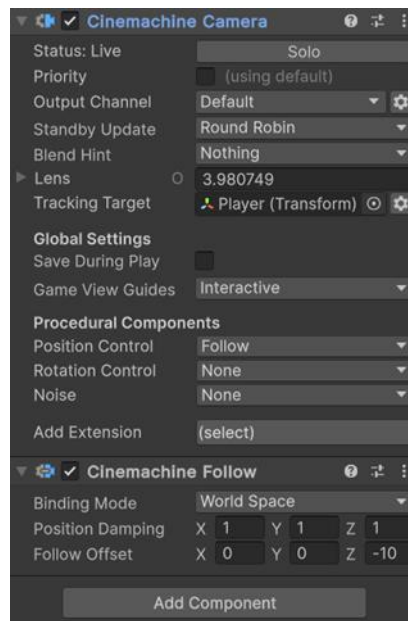 Cinemachine Camera
Status: Live Solo
Priority (using default)
Output Channel Default
Standby Update Round Robin
Blend Hint Nothing
Lens O 3.980749
Tracking Target Player (Transform)
Global Settings
Save During Play
Game View Guides Interactive
Procedural Components
Position Control Follow
Rotation Control None
Noise None
Add Extension (select)
Cinemachine Follow
Binding Mode World Space
Position Damping X 1 Y 1 Z 1
Follow Offset X 0 Y 0 Z -10
Add Component